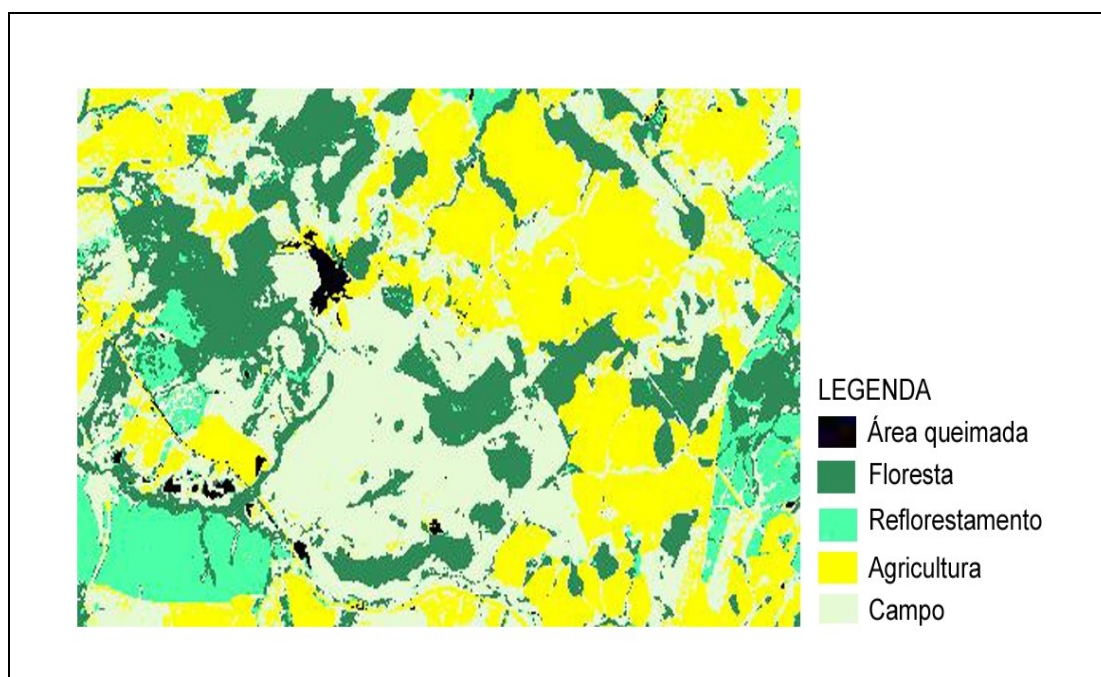 LEGENDA
Área queimada
Floresta
Reflorestamento
Agricultura
Campo